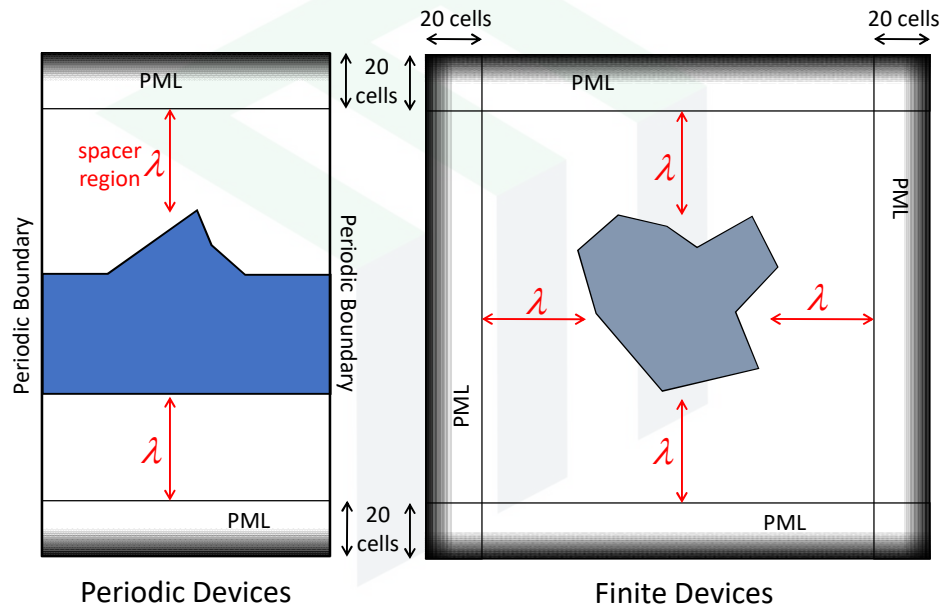 20 cells
20 cells
PML
20
cells
PML
spacer
region
λ
λ
Periodic Boundary
Periodic Boundary
PML
λ
λ
PML
λ
λ
PML
20
cells
PML
Periodic Devices
Finite Devices